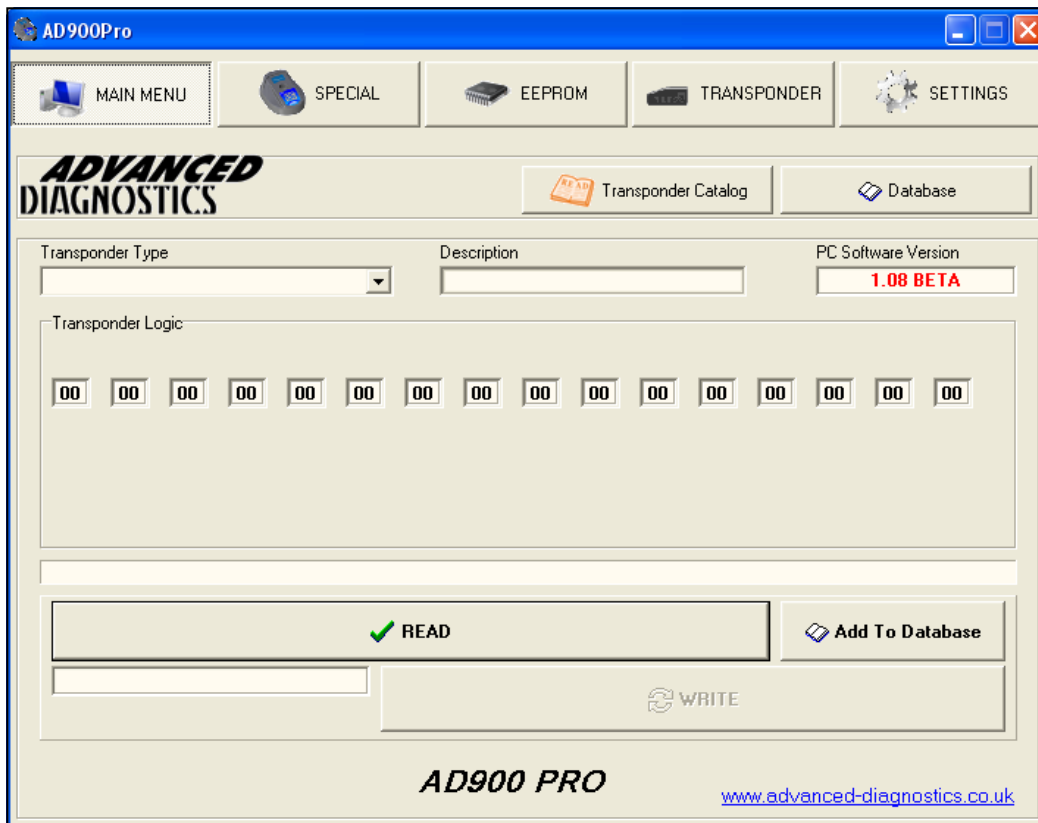 AD900Pro
MAIN MENU
SPECIAL
EEPROM
TRANSPONDER
SETTINGS
ADVANCED
DIAGNOSTICS
READ
Transponder Catalog
Database
Transponder Type
Description
PC Software Version
1.08 BETA
Transponder Logic
00 00 00 00 00 00 00 00 00 00 00 00 00 00 00 00
READ
Add To Database
WRITE
AD900 PRO
www.advanced-diagnostics.co.uk